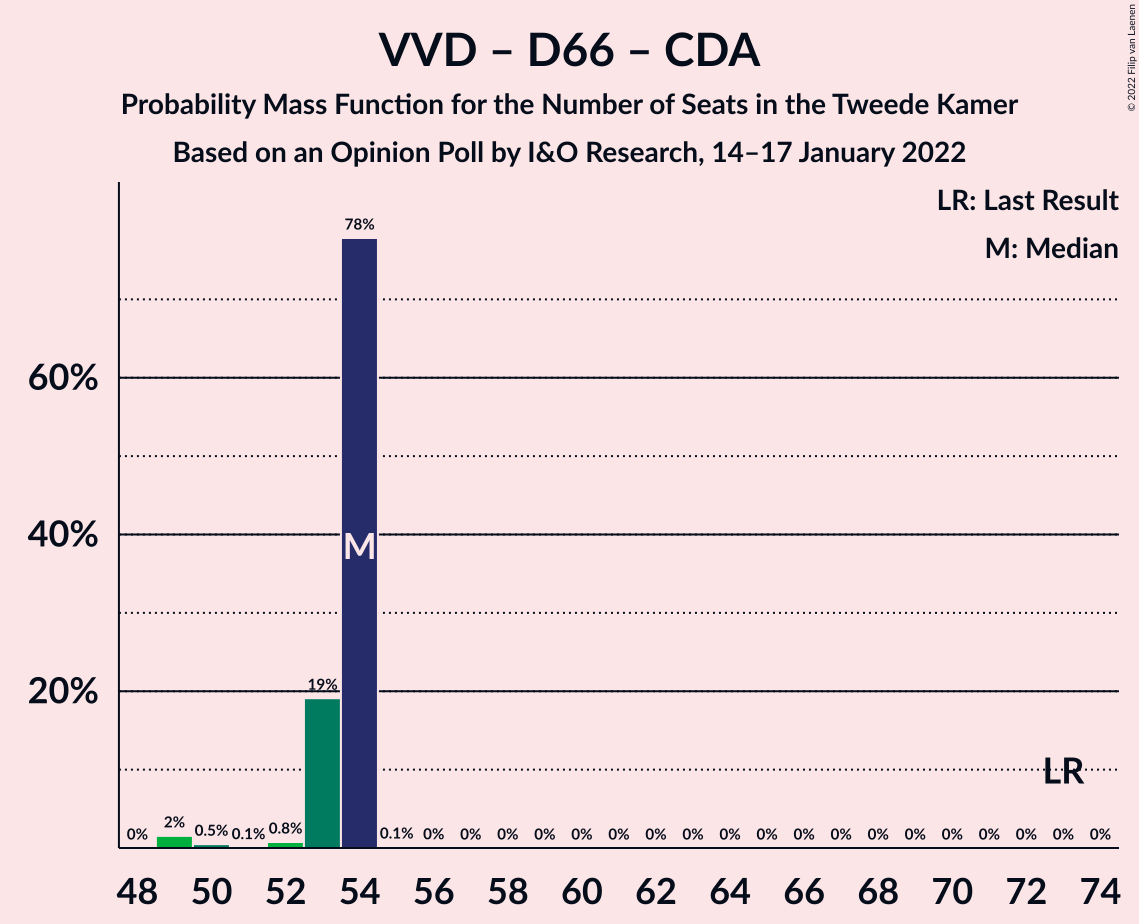 VVD – D66 – CDA
Probability Mass Function for the Number of Seats in the Tweede Kamer
Based on an Opinion Poll by I&O Research, 14–17 January 2022
© 2022 Filip van Laenen
LR: Last Result
M: Median
60%
40%
20%
0% 2% 0.5% 0.1% 0.8% 19% 78% 0.1% 0% 0% 0% 0% 0% 0% 0% 0% 0% 0% 0% 0% 0% 0% 0% 0% 0% 0% 0%
M
LR
48 50 52 54 56 58 60 62 64 66 68 70 72 74